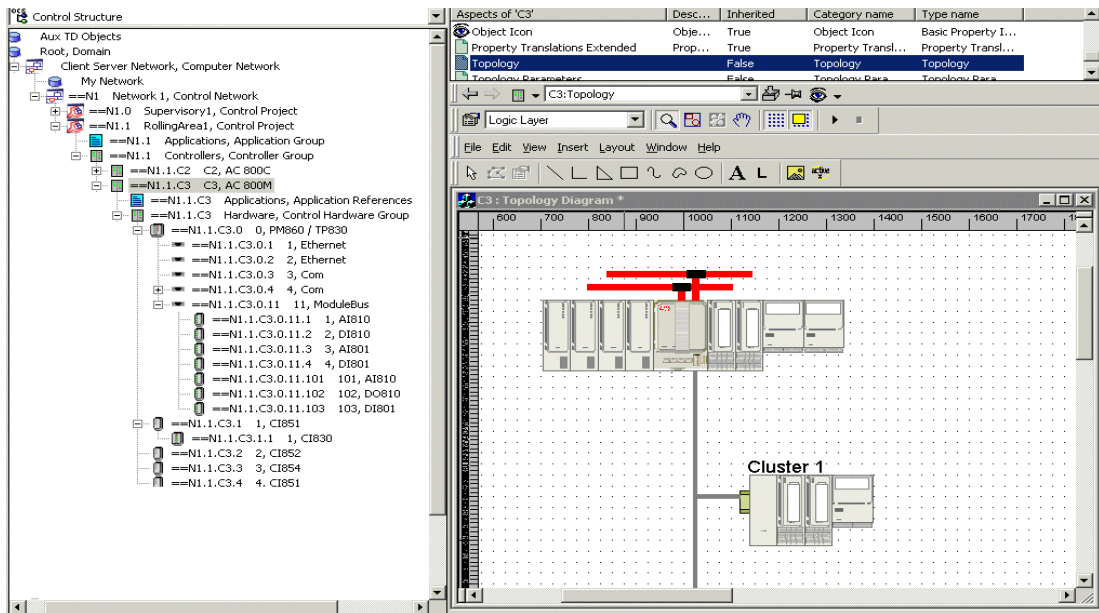 Control Structure
Aux TD Objects
Root, Domain
Client Server Network, Computer Network
My Network
==N1 Network 1, Control Network
==N1.0 Supervisory1, Control Project
==N1.1 RollingArea1, Control Project
==N1.1 Applications, Application Group
==N1.1 Controllers, Controller Group
==N1.1.C2 C2, AC 800C
==N1.1.C3 C3, AC 800M
==N1.1.C3 Applications, Application References
==N1.1.C3 Hardware, Control Hardware Group
==N1.1.C3.0 0, PM860 / TP830
==N1.1.C3.0.1 1, Ethernet
==N1.1.C3.0.2 2, Ethernet
==N1.1.C3.0.3 3, Com
==N1.1.C3.0.4 4, Com
==N1.1.C3.0.11 11, ModuleBus
==N1.1.C3.0.11.1 1, AI810
==N1.1.C3.0.11.2 2, DI810
==N1.1.C3.0.11.3 3, AI801
==N1.1.C3.0.11.4 4, DI801
==N1.1.C3.0.11.101 101, AI810
==N1.1.C3.0.11.102 102, DO810
==N1.1.C3.0.11.103 103, DI801
==N1.1.C3.1 1, CI851
==N1.1.C3.1.1 1, CI830
==N1.1.C3.2 2, CI852
==N1.1.C3.3 3, CI854
==N1.1.C3.4 4. CI851
Aspects of 'C3' Desc... Inherited Category name Type name
Object Icon Obje... True Object Icon Basic Property I...
Property Translations Extended Prop... True Property Transl... Property Transl...
Topology False Topology Topology
Topology Parameters False Topology Para Topology Para
C3:Topology
Logic Layer
File Edit View Insert Layout Window Help
A L active
C3 : Topology Diagram *
600 700 800 900 1000 1100 1200 1300 1400 1500 1600 1700
Cluster 1